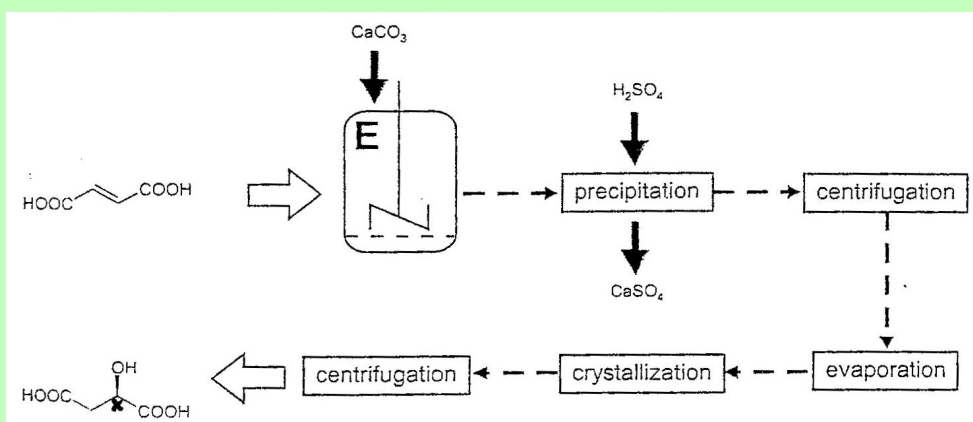 CaCO₃
E
H₂SO₄
HOOC COOH
precipitation
centrifugation
CaSO₄
OH
HOOC COOH
centrifugation
crystallization
evaporation